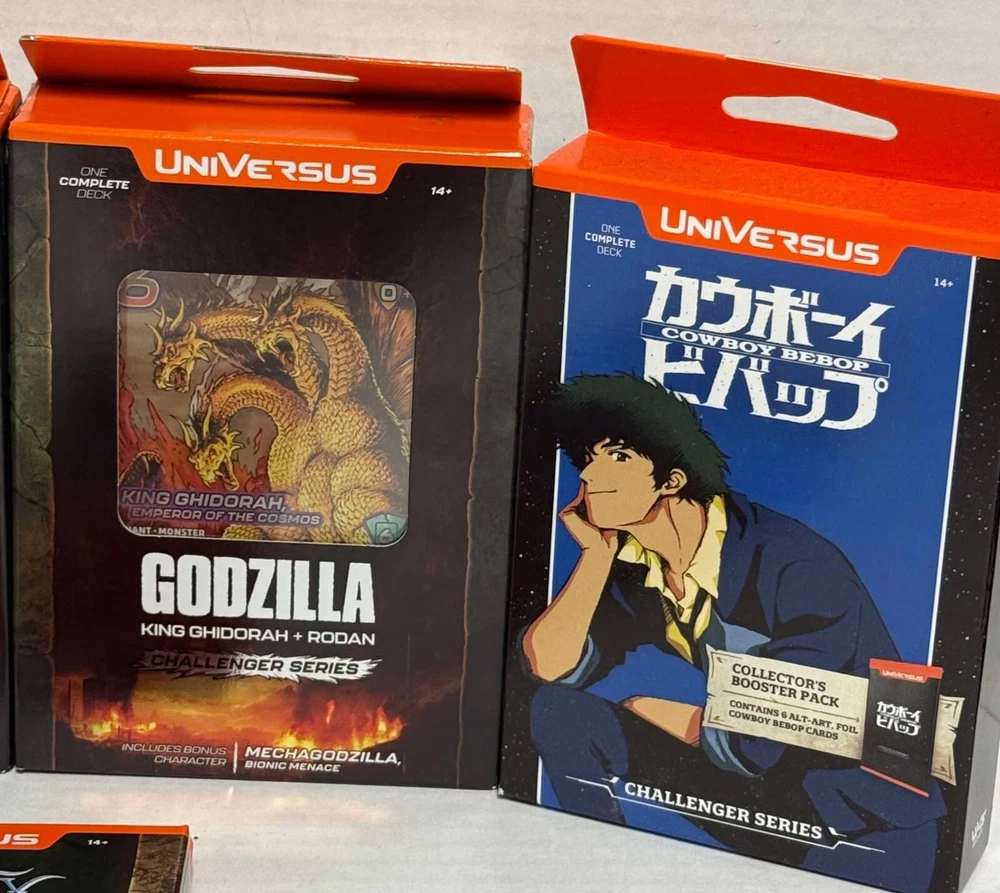 ONE
COMPLETE
DECK
UNIVERSUS
14+
6
KING GHIDORAH,
EMPEROR OF THE COSMOS
IANT • MONSTER
6
GODZILLA
KING GHIDORAH + RODAN
CHALLENGER SERIES
INCLUDES BONUS
CHARACTER
MECHAGODZILLA,
BIONIC MENACE
ONE
COMPLETE
DECK
UNIVERSUS
14+
カウボーイ
COWBOY BEBOP
ビバップ
COLLECTOR'S
BOOSTER PACK
CONTAINS 6 ALT-ART, FOIL
COWBOY BEBOP CARDS
UNIVERSUS
カウボーイ
ビバップ
CHALLENGER SERIES
US
14+